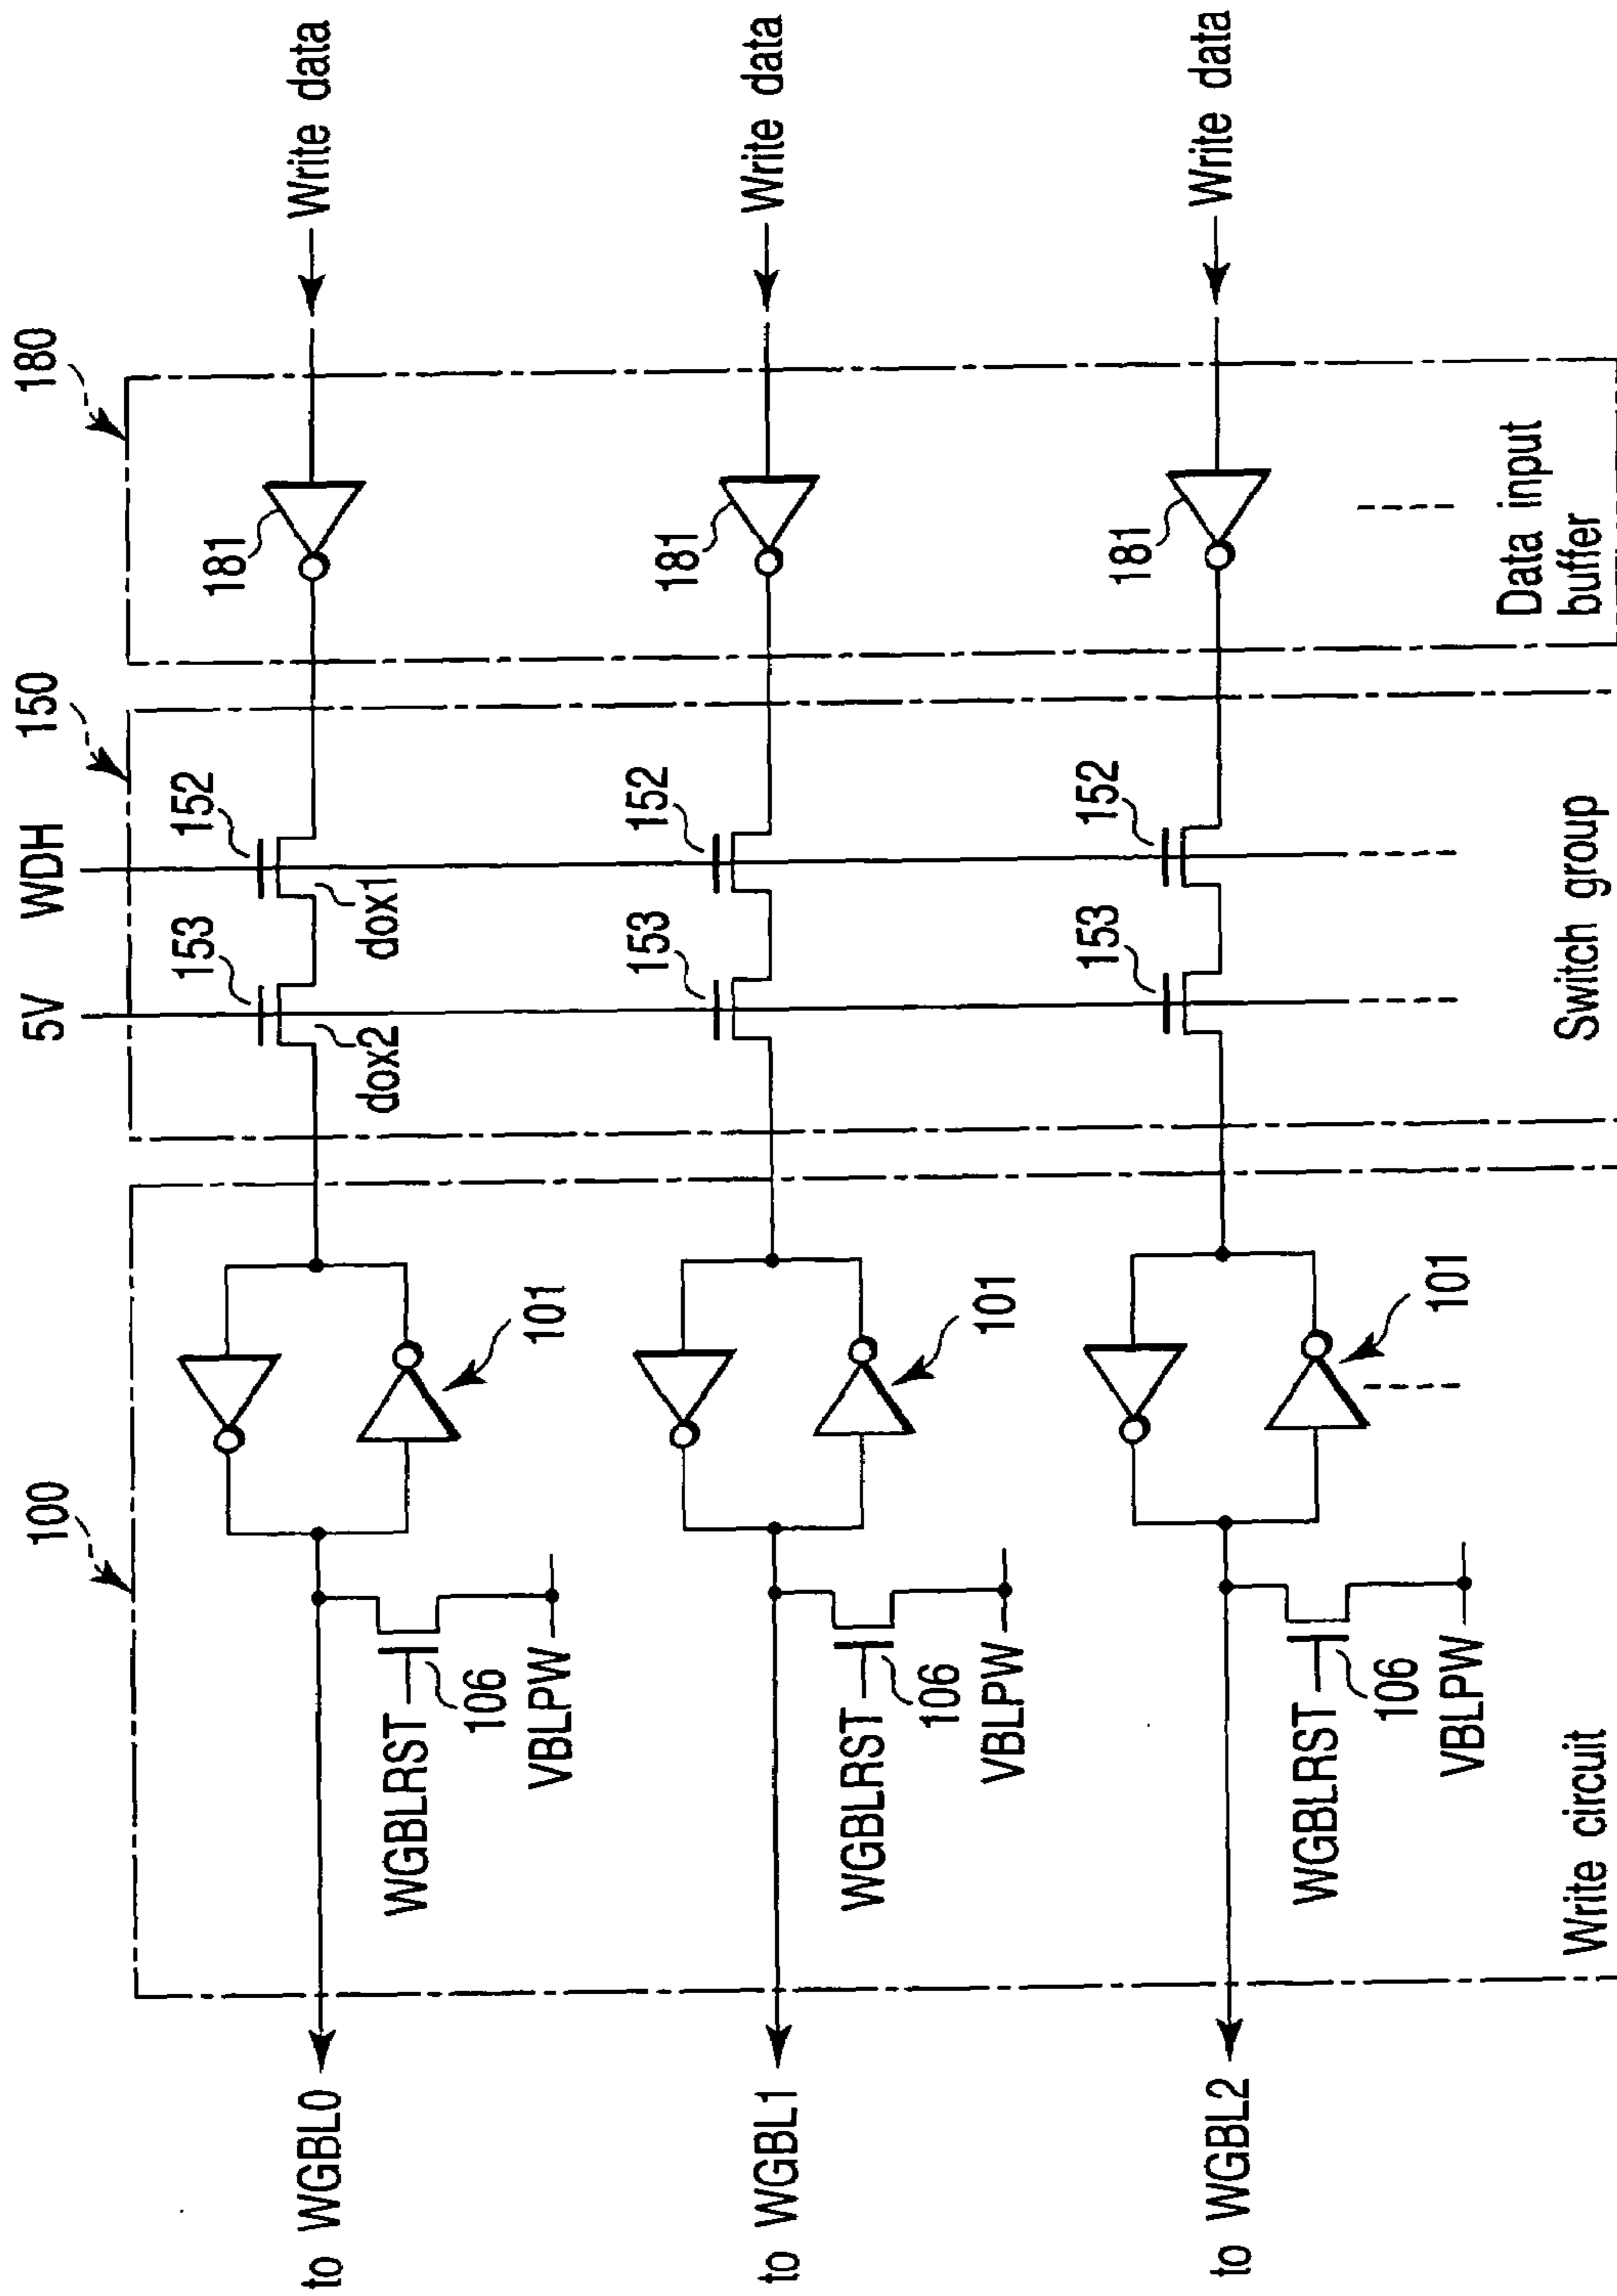 5V
WDH
150
180
100
153
152
181
dox2
dox1
Write data
101
to WGBL0
WGBLRST
106
VBLPW
153
152
181
Write data
101
to WGBL1
WGBLRST
106
VBLPW
153
152
181
Write data
101
to WGBL2
WGBLRST
106
VBLPW
Write circuit
Switch group
Data input
buffer